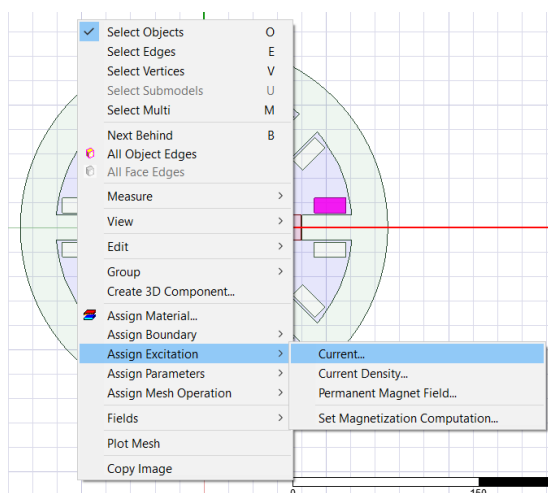 Select Objects O
Select Edges E
Select Vertices V
Select Submodels U
Select Multi M
Next Behind B
All Object Edges
All Face Edges
Measure >
View >
Edit >
Group >
Create 3D Component...
Assign Material...
Assign Boundary >
Assign Excitation >
Assign Parameters >
Assign Mesh Operation >
Fields >
Plot Mesh
Copy Image
Current...
Current Density...
Permanent Magnet Field...
Set Magnetization Computation...
0 150